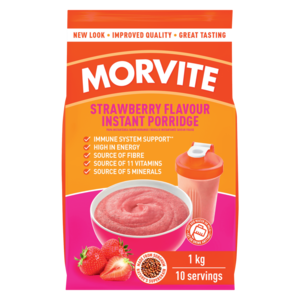 NEW LOOK • IMPROVED QUALITY • GREAT TASTING
MORVITE
STRAWBERRY FLAVOUR
INSTANT PORRIDGE
IMMUNE SYSTEM SUPPORT**
HIGH IN ENERGY
SOURCE OF FIBRE
SOURCE OF 11 VITAMINS
SOURCE OF 5 MINERALS
1 kg
10 servings